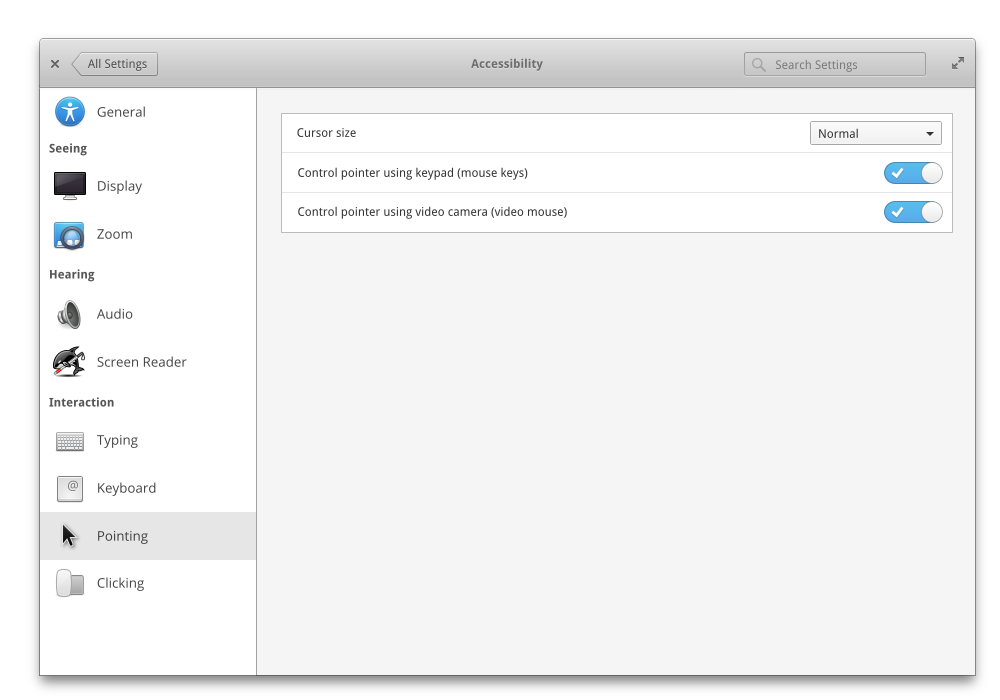 All Settings
Accessibility
Search Settings
General
Seeing
Display
Zoom
Hearing
Audio
Screen Reader
Interaction
Typing
@
Keyboard
Pointing
Clicking
Cursor size
Normal
Control pointer using keypad (mouse keys)
Control pointer using video camera (video mouse)